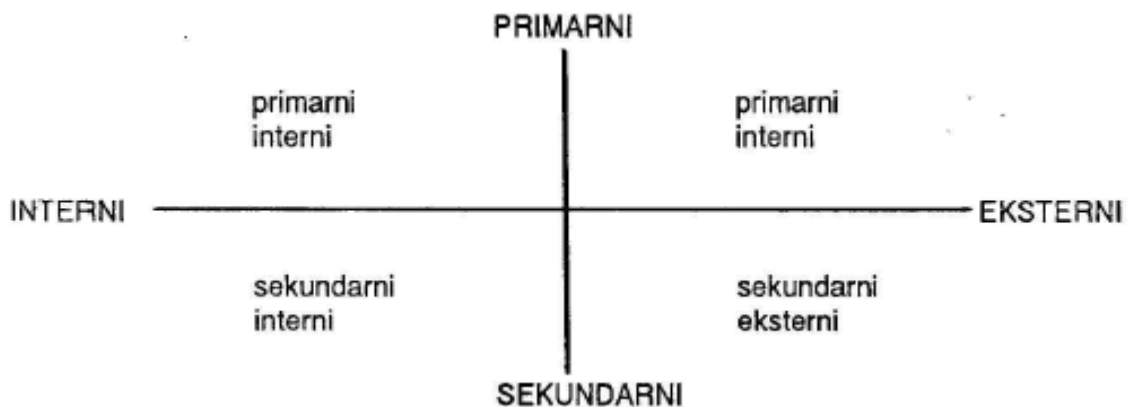 PRIMARNI
primarni
interni
primarni
interni
INTERNI
EKSTERNI
sekundarni
interni
sekundarni
eksterni
SEKUNDARNI